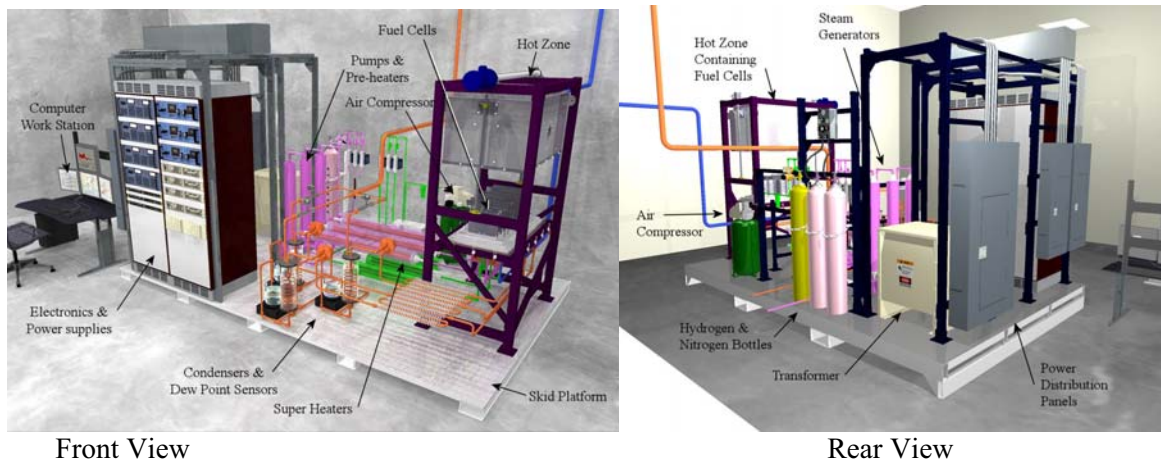 Fuel Cells
Hot Zone
Pumps &
Pre-heaters
Air Compressor
Computer
Work Station
Electronics &
Power supplies
Condensers &
Dew Point Sensors
Super Heaters
Skid Platform
Front View
Steam
Generators
Hot Zone
Containing
Fuel Cells
Air
Compressor
Hydrogen &
Nitrogen Bottles
Transformer
Power
Distribution
Panels
Rear View